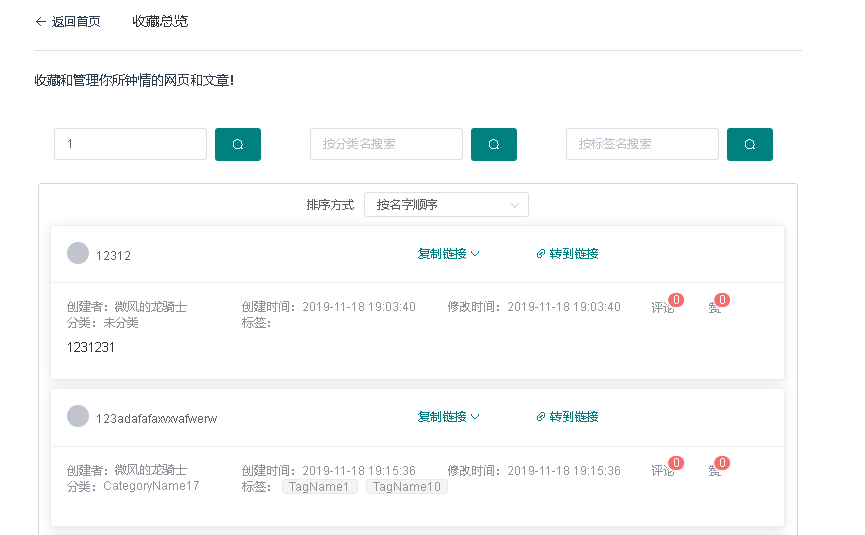 ← 返回首页 收藏总览
收藏和管理你所钟情的网页和文章!
1 按分类名搜索 按标签名搜索
排序方式 按名字顺序
12312 复制链接 转到链接
创建者：微风的龙骑士 创建时间：2019-11-18 19:03:40 修改时间：2019-11-18 19:03:40 评论 0 赞 0
分类：未分类 标签：
1231231
123adafafaxvxvafwerw 复制链接 转到链接
创建者：微风的龙骑士 创建时间：2019-11-18 19:15:36 修改时间：2019-11-18 19:15:36 评论 0 赞 0
分类：CategoryName17 标签： TagName1 TagName10